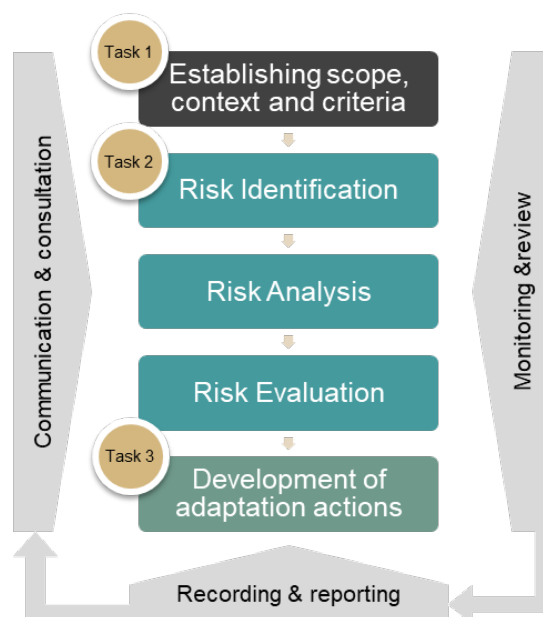 Task 1
Establishing scope,
context and criteria
Task 2
Risk Identification
Risk Analysis
Risk Evaluation
Task 3
Development of
adaptation actions
Communication & consultation
Monitoring &review
Recording & reporting